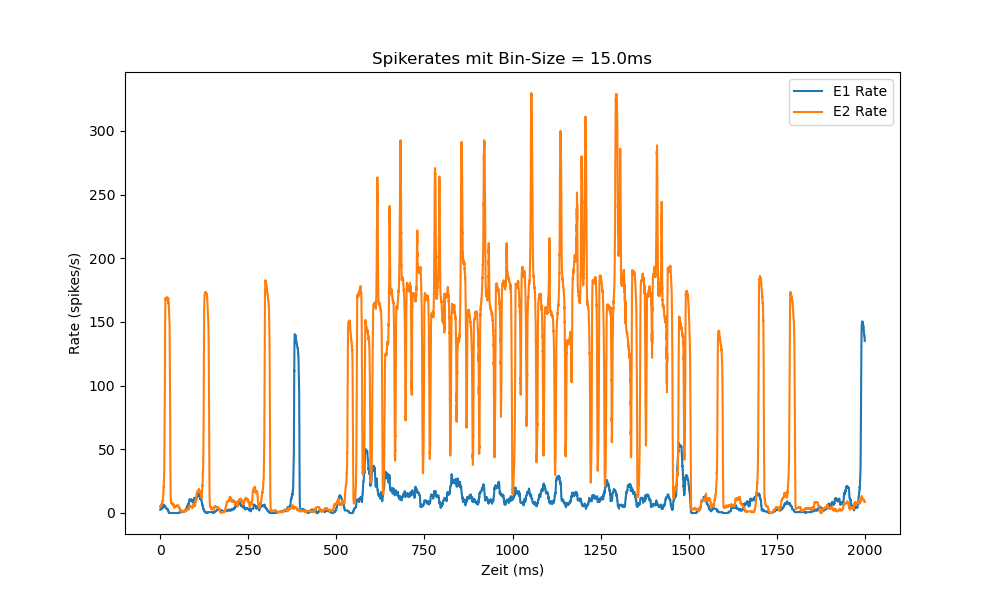 Spikerates mit Bin-Size = 15.0ms
E1 Rate
E2 Rate
Rate (spikes/s)
300
250
200
150
100
50
0
0 250 500 750 1000 1250 1500 1750 2000
Zeit (ms)